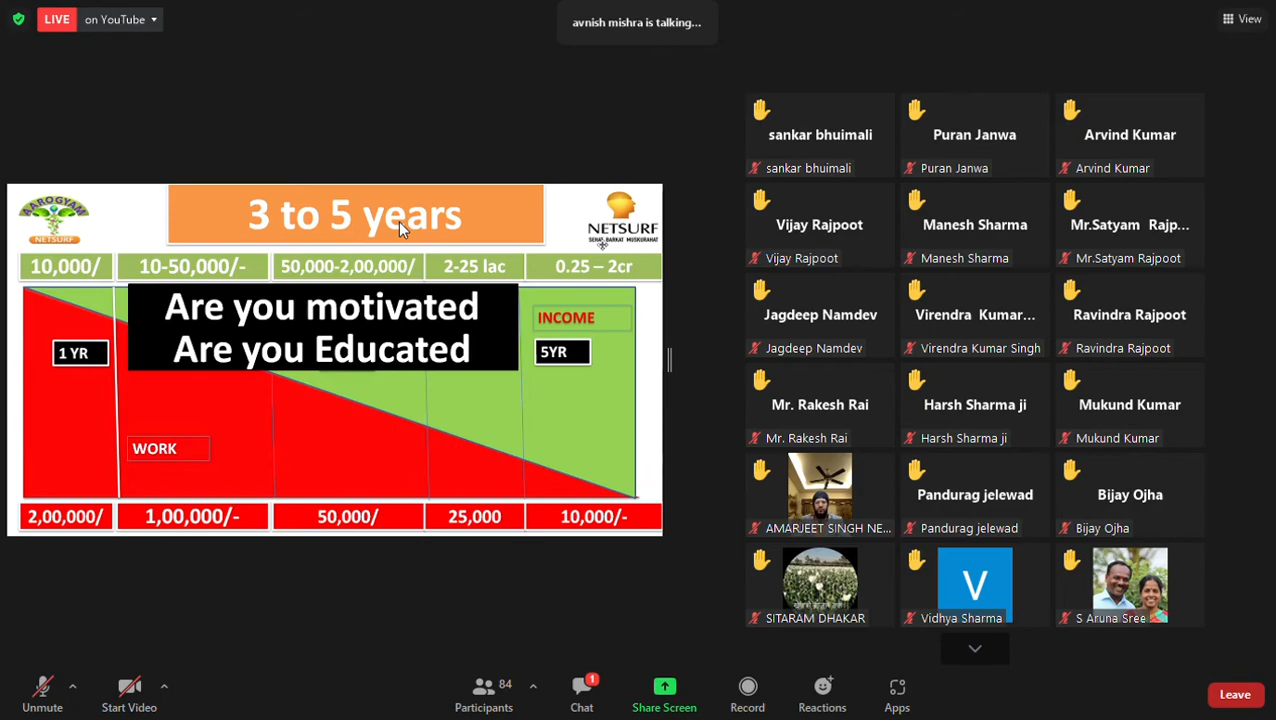 LIVE on YouTube
avnish mishra is talking...
View
AAROGYAM
NETSURF
3 to 5 years
NETSURF
SEHAT BARKAT MUSKURAHAT
10,000/ 10-50,000/- 50,000-2,00,000/ 2-25 lac 0.25 – 2cr
Are you motivated
Are you Educated
INCOME
1 YR
5YR
WORK
2,00,000/ 1,00,000/- 50,000/ 25,000 10,000/-
sankar bhuimali
sankar bhuimali
Puran Janwa
Puran Janwa
Arvind Kumar
Arvind Kumar
Vijay Rajpoot
Vijay Rajpoot
Manesh Sharma
Manesh Sharma
Mr.Satyam Rajp...
Mr.Satyam Rajpoot
Jagdeep Namdev
Jagdeep Namdev
Virendra Kumar...
Virendra Kumar Singh
Ravindra Rajpoot
Ravindra Rajpoot
Mr. Rakesh Rai
Mr. Rakesh Rai
Harsh Sharma ji
Harsh Sharma ji
Mukund Kumar
Mukund Kumar
AMARJEET SINGH NE...
Pandurag jelewad
Pandurag jelewad
Bijay Ojha
Bijay Ojha
SITARAM DHAKAR
V
Vidhya Sharma
S Aruna Sree
Unmute
Start Video
84
Participants
1
Chat
Share Screen
Record
Reactions
Apps
Leave